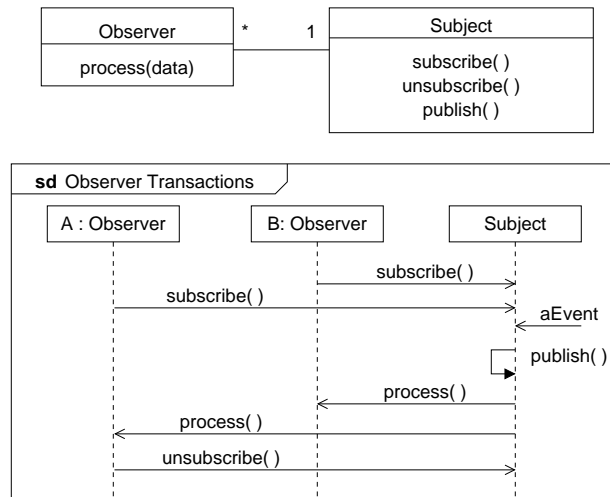 Observer
process(data)
* 1
Subject
subscribe( )
unsubscribe( )
publish( )
sd Observer Transactions
A : Observer
B: Observer
Subject
subscribe( )
subscribe( )
aEvent
publish( )
process( )
process( )
unsubscribe( )